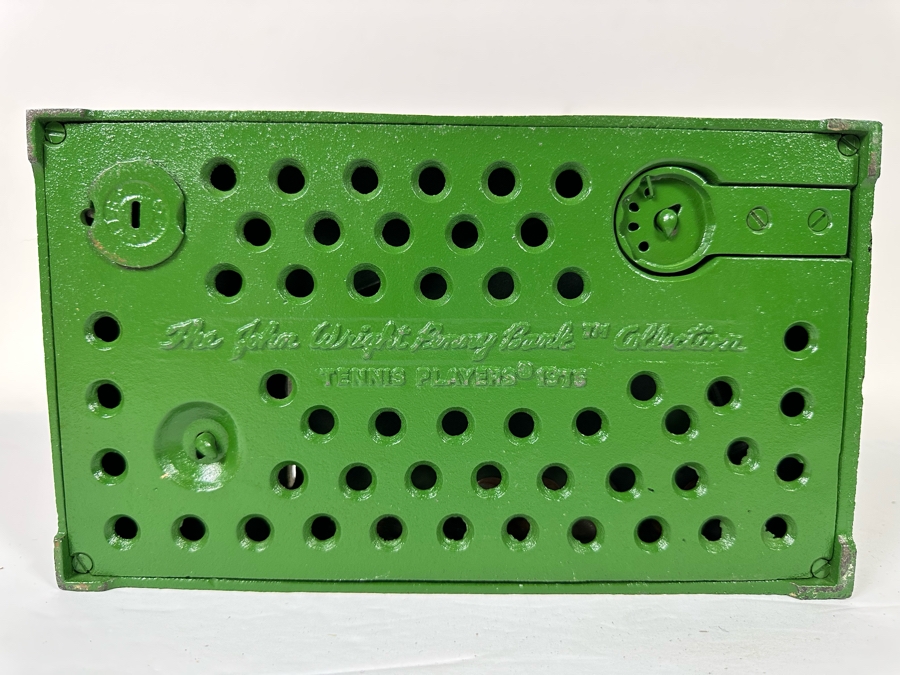 The John Wright Penny Bank™ Collection
TENNIS PLAYERS © 1976